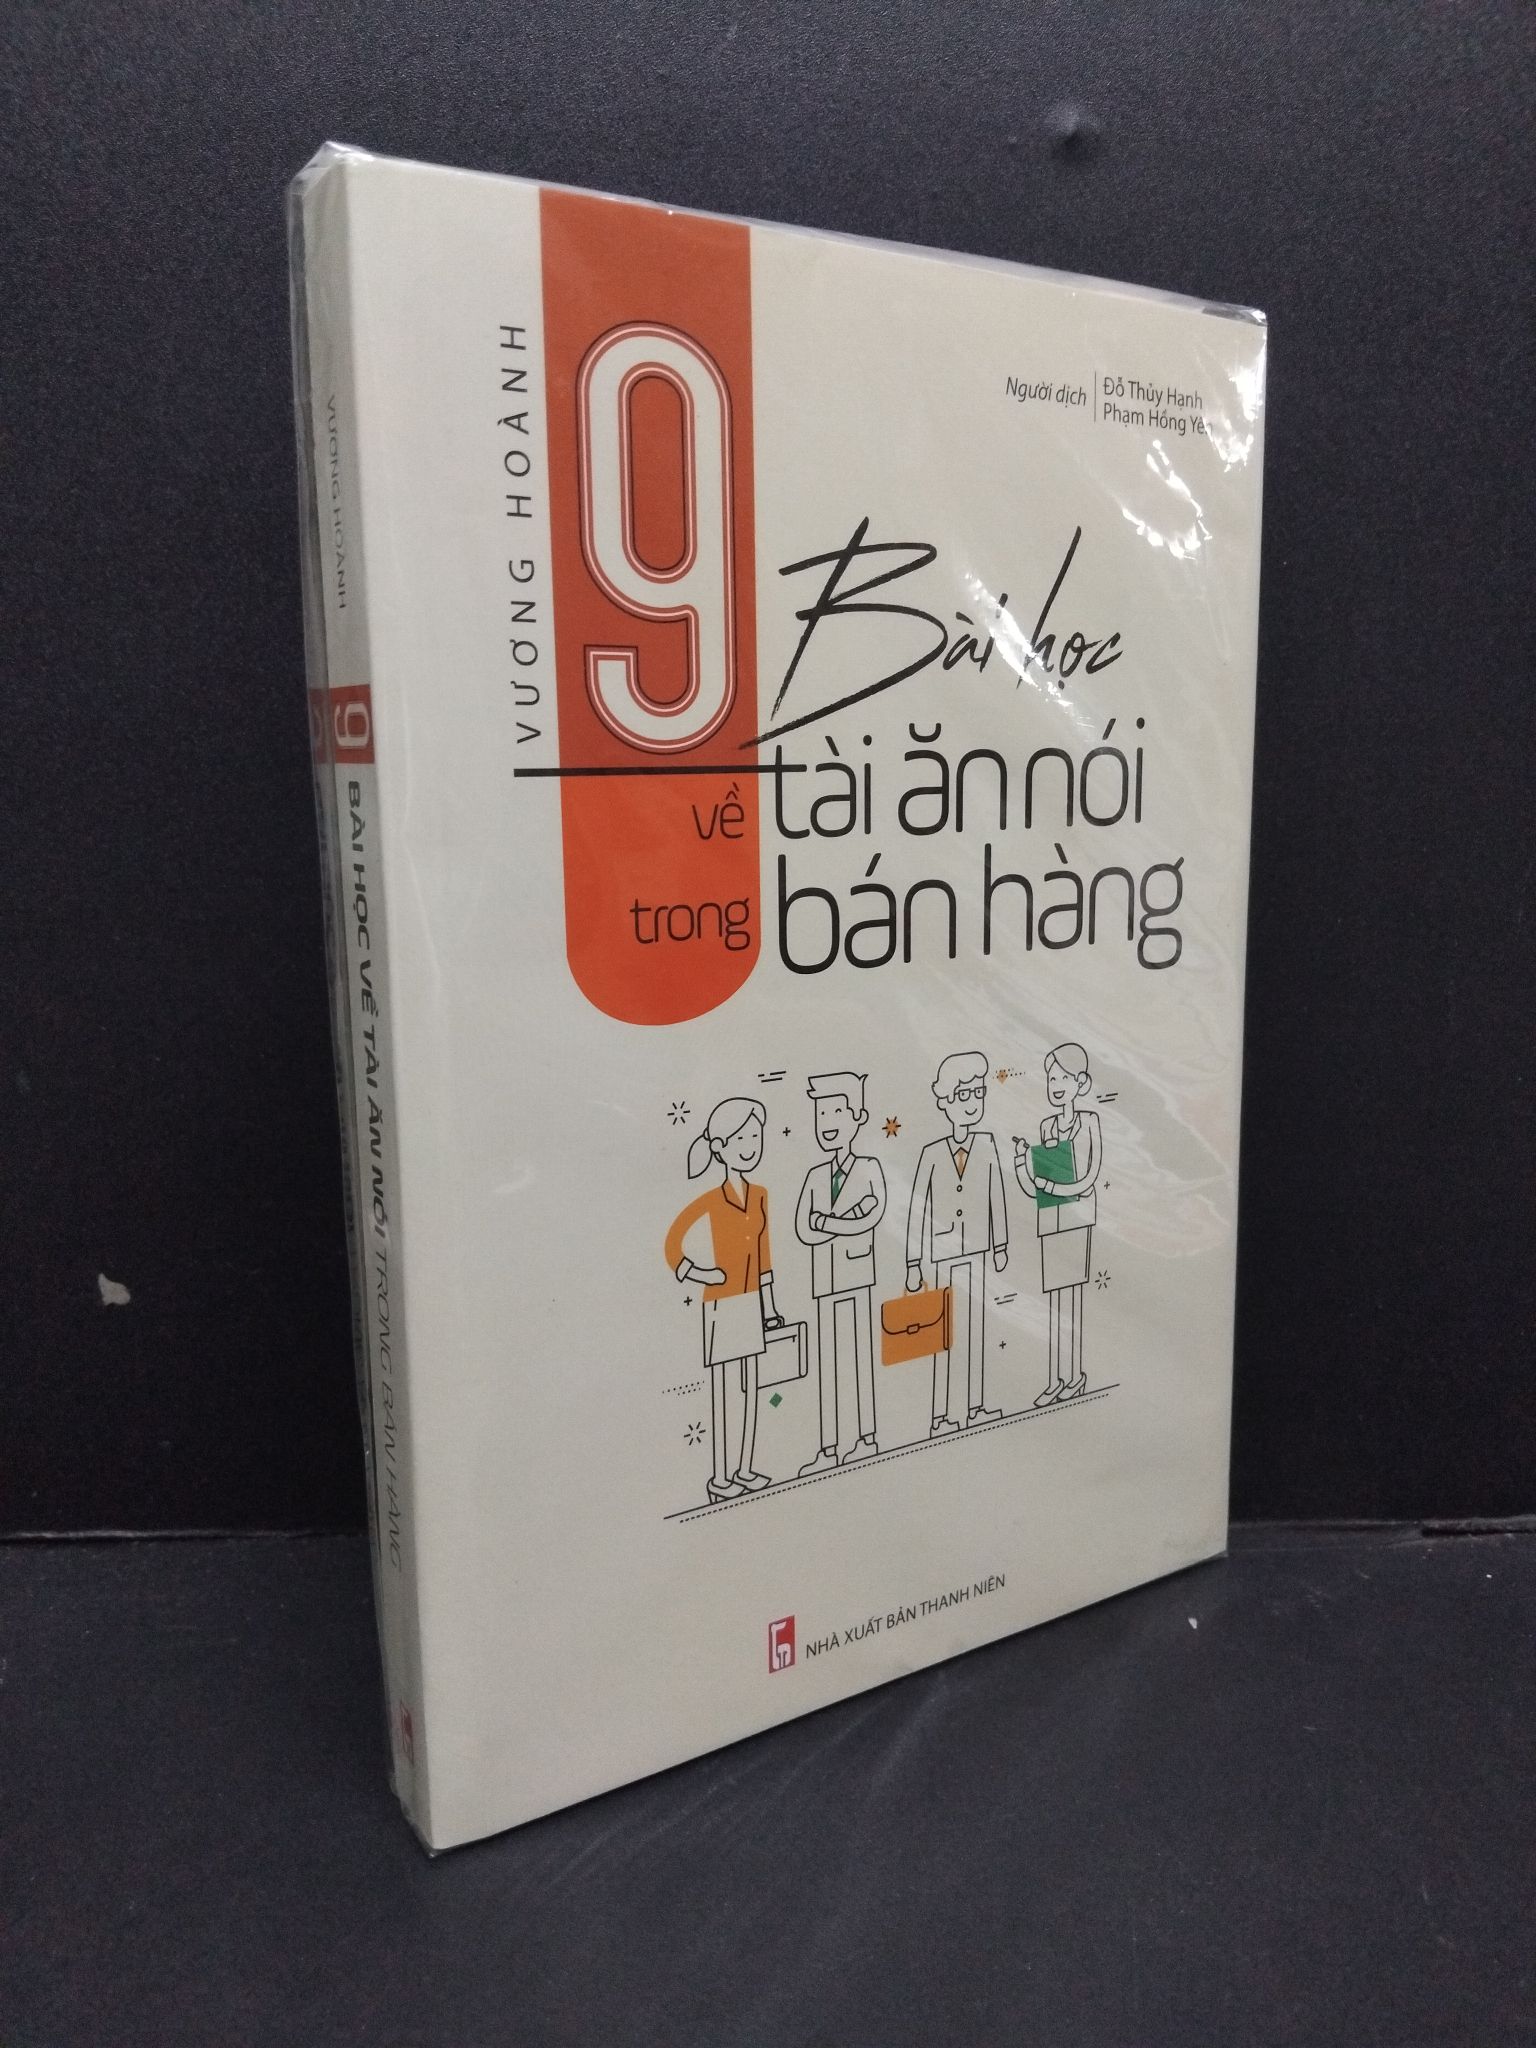 VƯƠNG HOÀNH
Người dịch
Đỗ Thủy Hạnh
Phạm Hồng Yên
9
Bài học
về tài ăn nói
trong bán hàng
NHÀ XUẤT BẢN THANH NIÊN
VƯƠNG HOÀNH
9 BÀI HỌC VỀ TÀI ĂN NÓI TRONG BÁN HÀNG